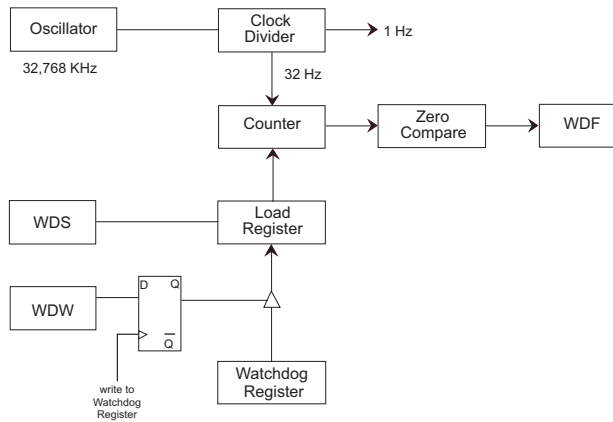 Oscillator
Clock
Divider
1 Hz
32,768 KHz
32 Hz
Counter
Zero
Compare
WDF
WDS
Load
Register
WDW
D
Q
Q
Watchdog
Register
write to
Watchdog
Register